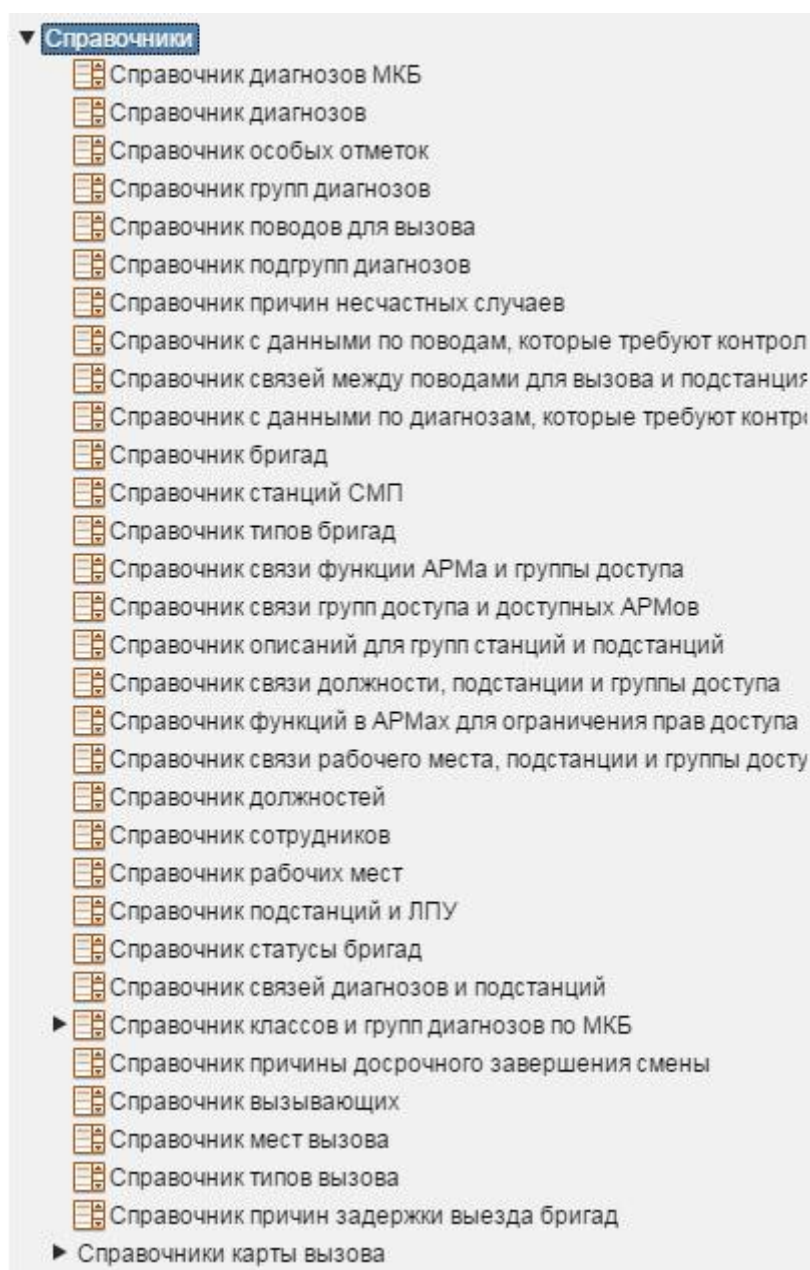 Справочники
Справочник диагнозов МКБ
Справочник диагнозов
Справочник особых отметок
Справочник групп диагнозов
Справочник поводов для вызова
Справочник подгрупп диагнозов
Справочник причин несчастных случаев
Справочник с данными по поводам, которые требуют контрол
Справочник связей между поводами для вызова и подстанция
Справочник с данными по диагнозам, которые требуют контр
Справочник бригад
Справочник станций СМП
Справочник типов бригад
Справочник связи функции АРМа и группы доступа
Справочник связи групп доступа и доступных АРМов
Справочник описаний для групп станций и подстанций
Справочник связи должности, подстанции и группы доступа
Справочник функций в АРМах для ограничения прав доступа
Справочник связи рабочего места, подстанции и группы досту
Справочник должностей
Справочник сотрудников
Справочник рабочих мест
Справочник подстанций и ЛПУ
Справочник статусы бригад
Справочник связей диагнозов и подстанций
Справочник классов и групп диагнозов по МКБ
Справочник причины досрочного завершения смены
Справочник вызывающих
Справочник мест вызова
Справочник типов вызова
Справочник причин задержки выезда бригад
Справочники карты вызова